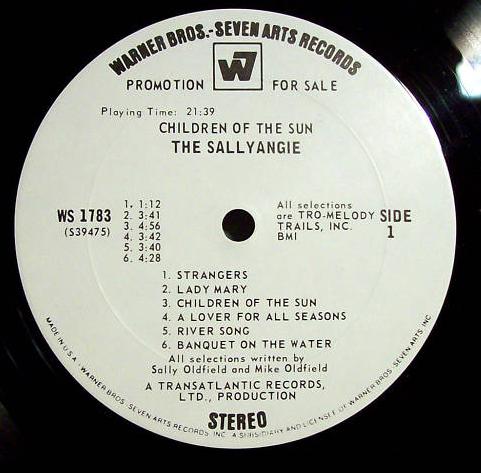 WARNER BROS.-SEVEN ARTS RECORDS
W7
PROMOTION FOR SALE
Playing Time: 21:39
CHILDREN OF THE SUN
THE SALLYANGIE
WS 1783
(S39475)
1. 1:12
2. 3:41
3. 4:56
4. 3:42
5. 3:40
6. 4:28
All selections
are TRO-MELODY
TRAILS, INC.
BMI
SIDE
1
1. STRANGERS
2. LADY MARY
3. CHILDREN OF THE SUN
4. A LOVER FOR ALL SEASONS
5. RIVER SONG
6. BANQUET ON THE WATER
All selections written by
Sally Oldfield and Mike Oldfield
A TRANSATLANTIC RECORDS,
LTD., PRODUCTION
STEREO
MADE IN U.S.A. • WARNER BROS.-SEVEN ARTS RECORDS, INC. A SUBSIDIARY AND LICENSEE OF WARNER BROS.-SEVEN ARTS, INC.